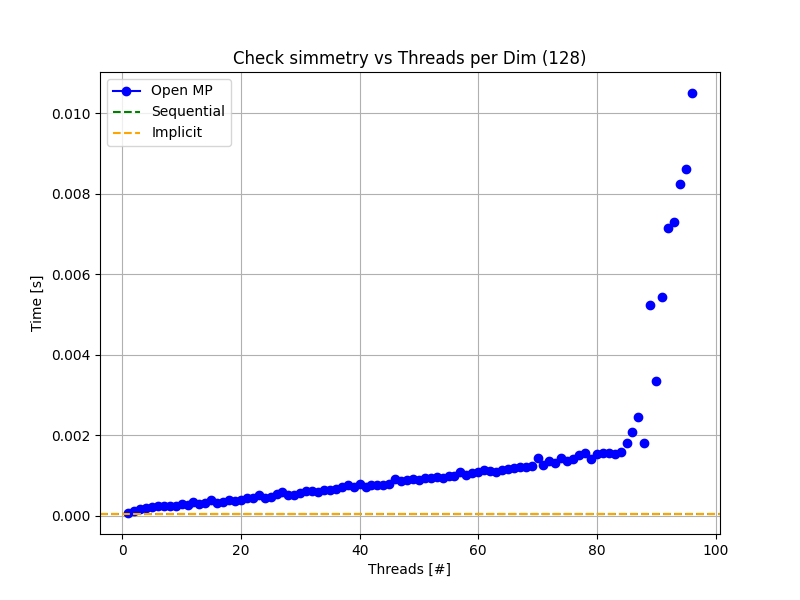 Check simmetry vs Threads per Dim (128)
Open MP
Sequential
Implicit
Time [s]
0.010
0.008
0.006
0.004
0.002
0.000
0
20
40
60
80
100
Threads [#]